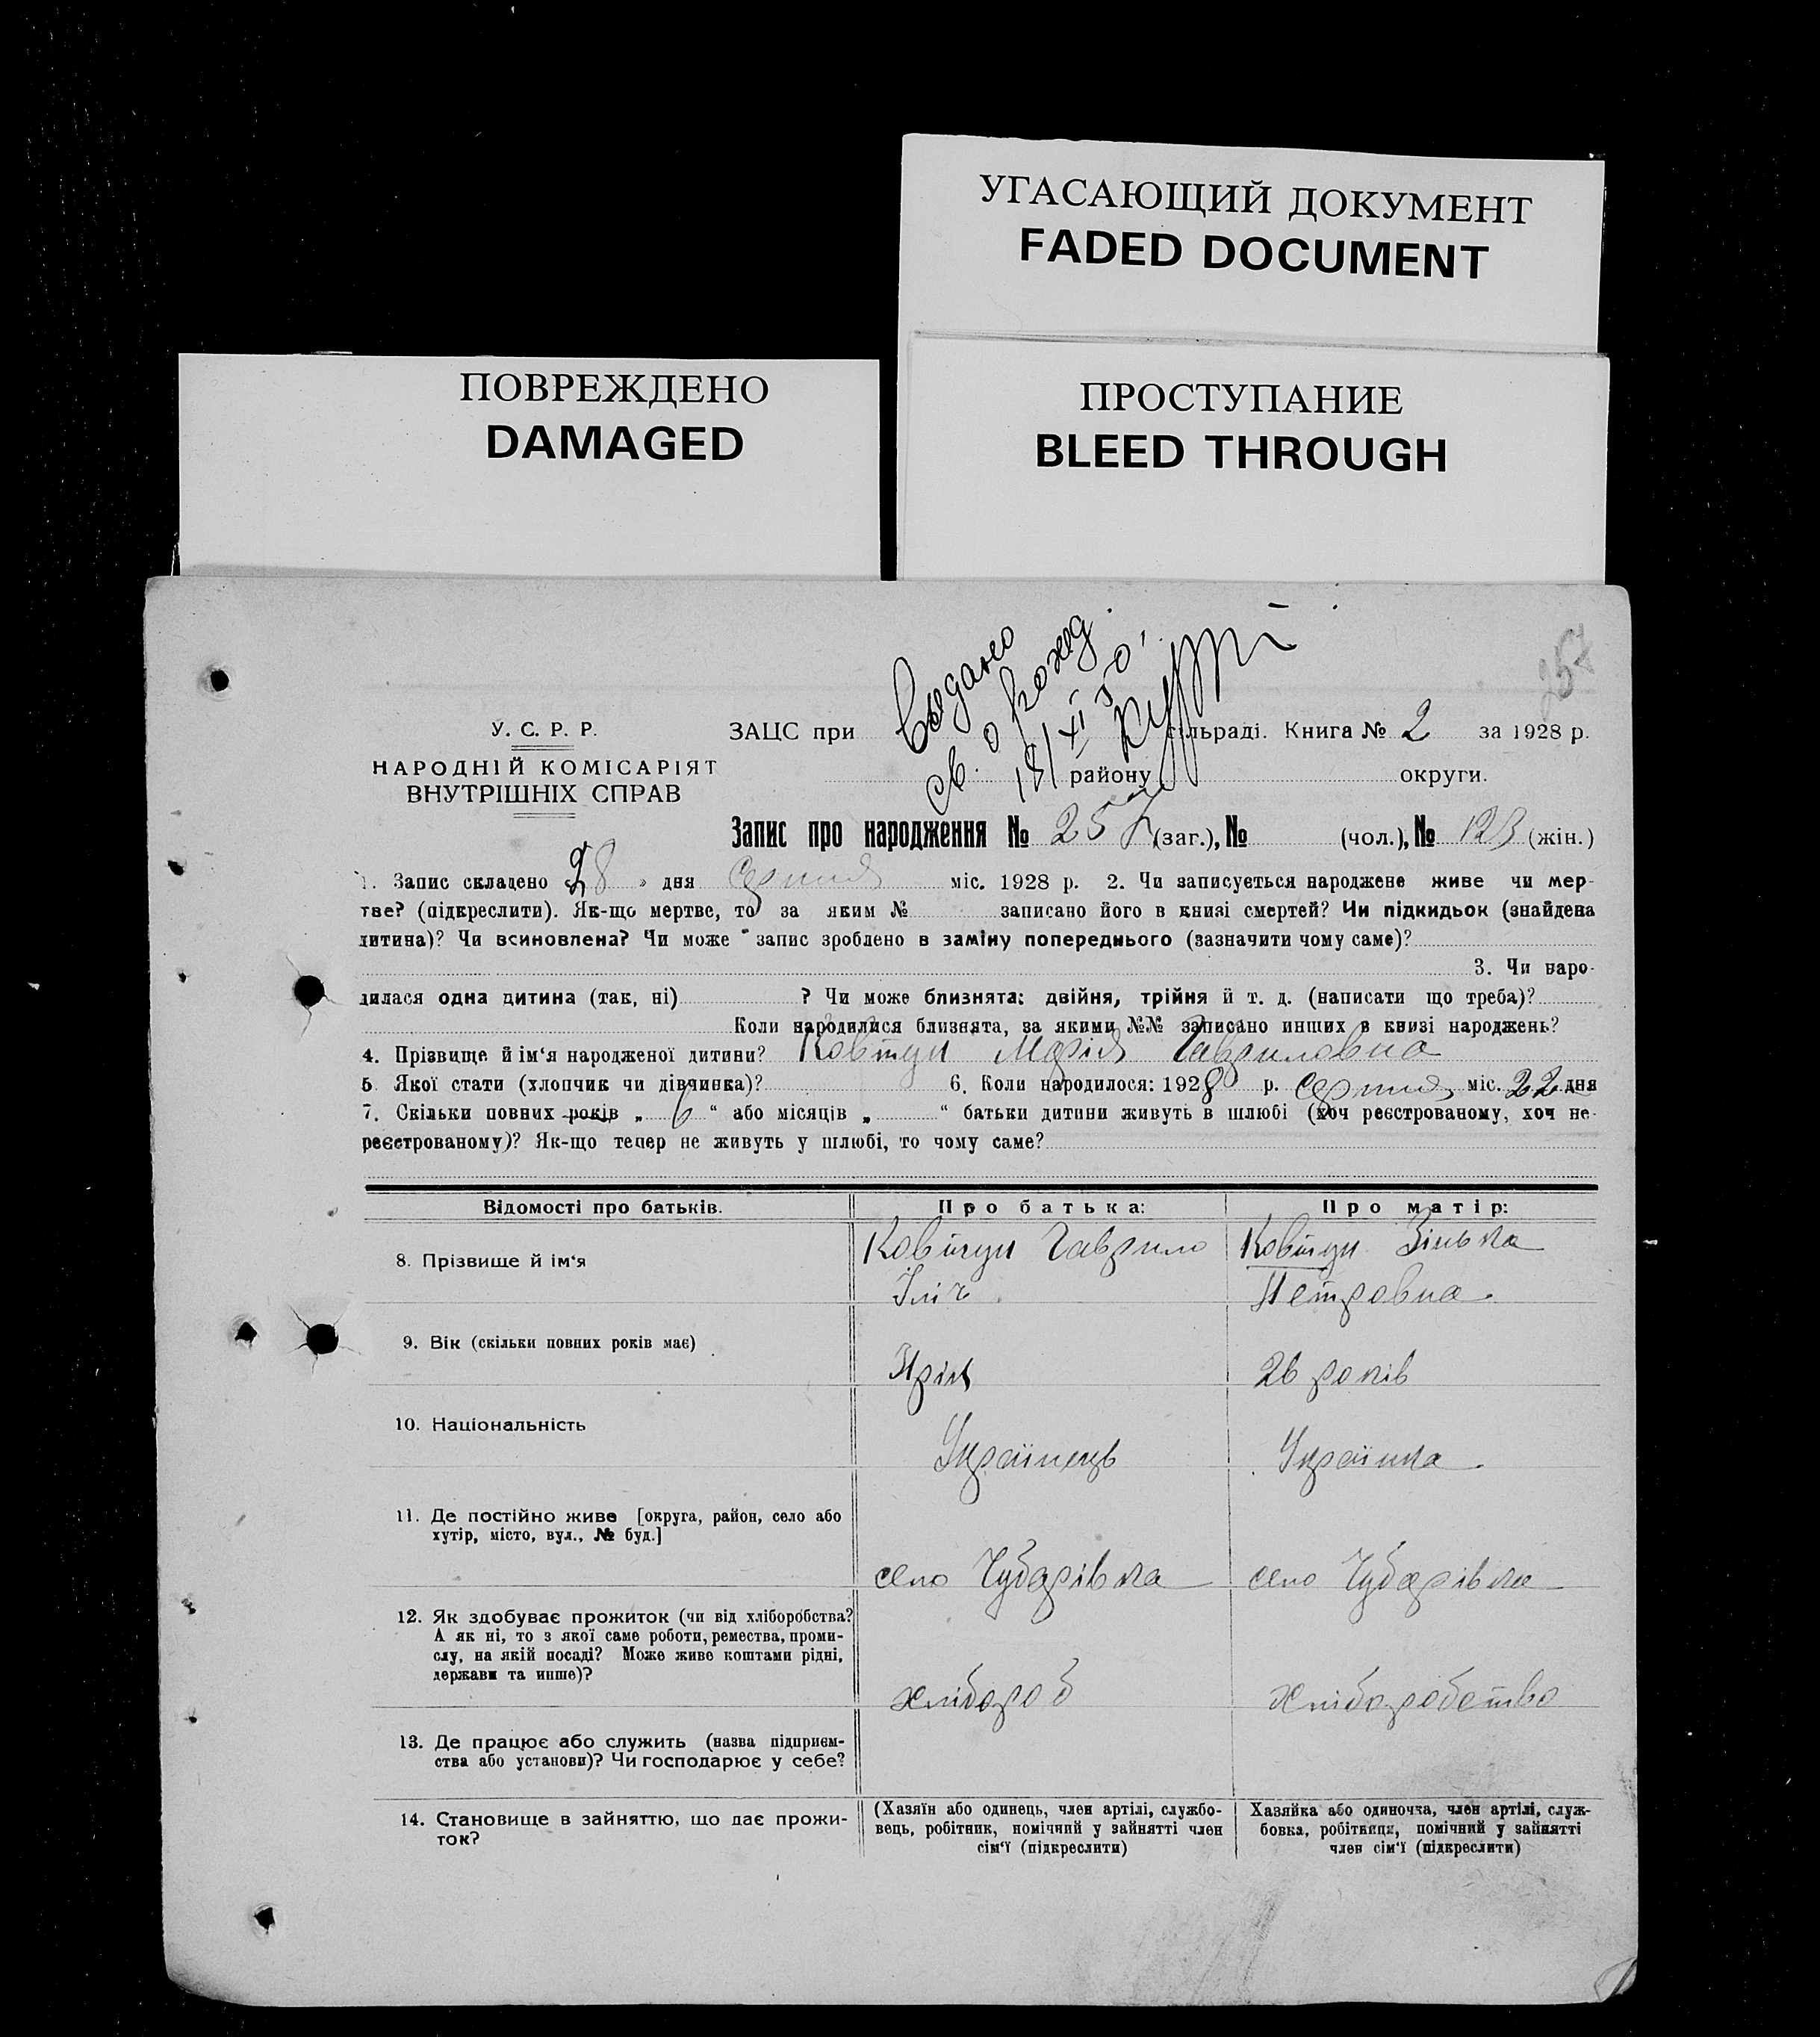 УГАСАЮЩИЙ ДОКУМЕНТ
FADED DOCUMENT
ПОВРЕЖДЕНО
DAMAGED
ПРОСТУПАНИЕ
BLEED THROUGH
257
Выдано
св. о рожд.
18/XI
У. С. Р. Р.
НАРОДНІЙ КОМІСАРІЯТ
ВНУТРІШНІХ СПРАВ
ЗАЦС при сільраді. Книга № 2 за 1928 р.
району округи.
Запис про народження № 257 (заг.), № (чол.), № 123 (жін.)
1. Запис складено 28 » дня серпня міс. 1928 р. 2. Чи записується народжене живе чи мер-
тве? (підкреслити). Як-що мертве, то за яким № записано його в книзі смертей? Чи підкидьок (знайдена
дитина)? Чи всиновлена? Чи може запис зроблено в заміну попереднього (зазначити чому саме)?
3. Чи наро-
дилася одна дитина (так, ні) ? Чи може близнята: двійня, трійня й т. д. (написати що треба)?
Коли народилися близнята, за якими №№ записано инших в книзі народжень?
4. Прізвище й ім‘я народженої дитини? Ковтун Марія Гавриловна
5 Якої стати (хлопчик чи дівчинка)? 6. Коли народилося: 1928 р. серпня міс. 22 дня
7. Скільки повних років „ 6 “ або місяців „ “ батьки дитини живуть в шлюбі (хоч реєстрованому, хоч не-
реєстрованому)? Як-що тепер не живуть у шлюбі, то чому саме?
Відомості про батьків. Про батька: Про матір:
8. Прізвище й ім‘я
Ковтун Гаврило
Іліч
Ковтун Зінька
Петровна
9. Вік (скільки повних років має)
26 років
10. Національність
Українець
Українка
11. Де постійно живе [округа, район, село або
хутір, місто, вул., № буд.]
село Чубарівка
село Чубарівка
12. Як здобуває прожиток (чи від хліборобства?
А як ні, то з якої саме роботи, ремества, проми-
слу, на якій посаді? Може живе коштами рідні,
держави та инше)?
хлібороб
хліборобство
13. Де працює або служить (назва підприєм-
ства або установи)? Чи господарює у себе?
14. Становище в зайняттю, що дає прожи-
ток?
(Хазяїн або одинець, член артілі, службо-
вець, робітник, помічний у зайнятті член
сім‘ї (підкреслити)
Хазяйка або одиночка, член артілі, служ-
бовка, робітниця, помічний у зайнятті
член сім‘ї (підкреслити)